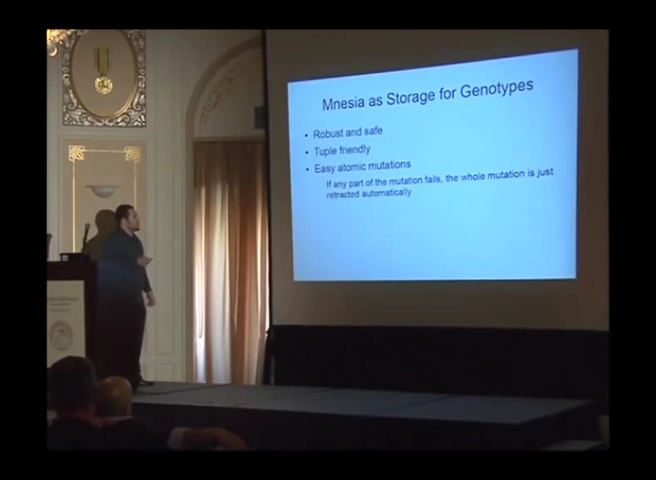 Mnesia as Storage for Genotypes
• Robust and safe
• Tuple friendly
• Easy atomic mutations
If any part of the mutation fails, the whole mutation is just
retracted automatically